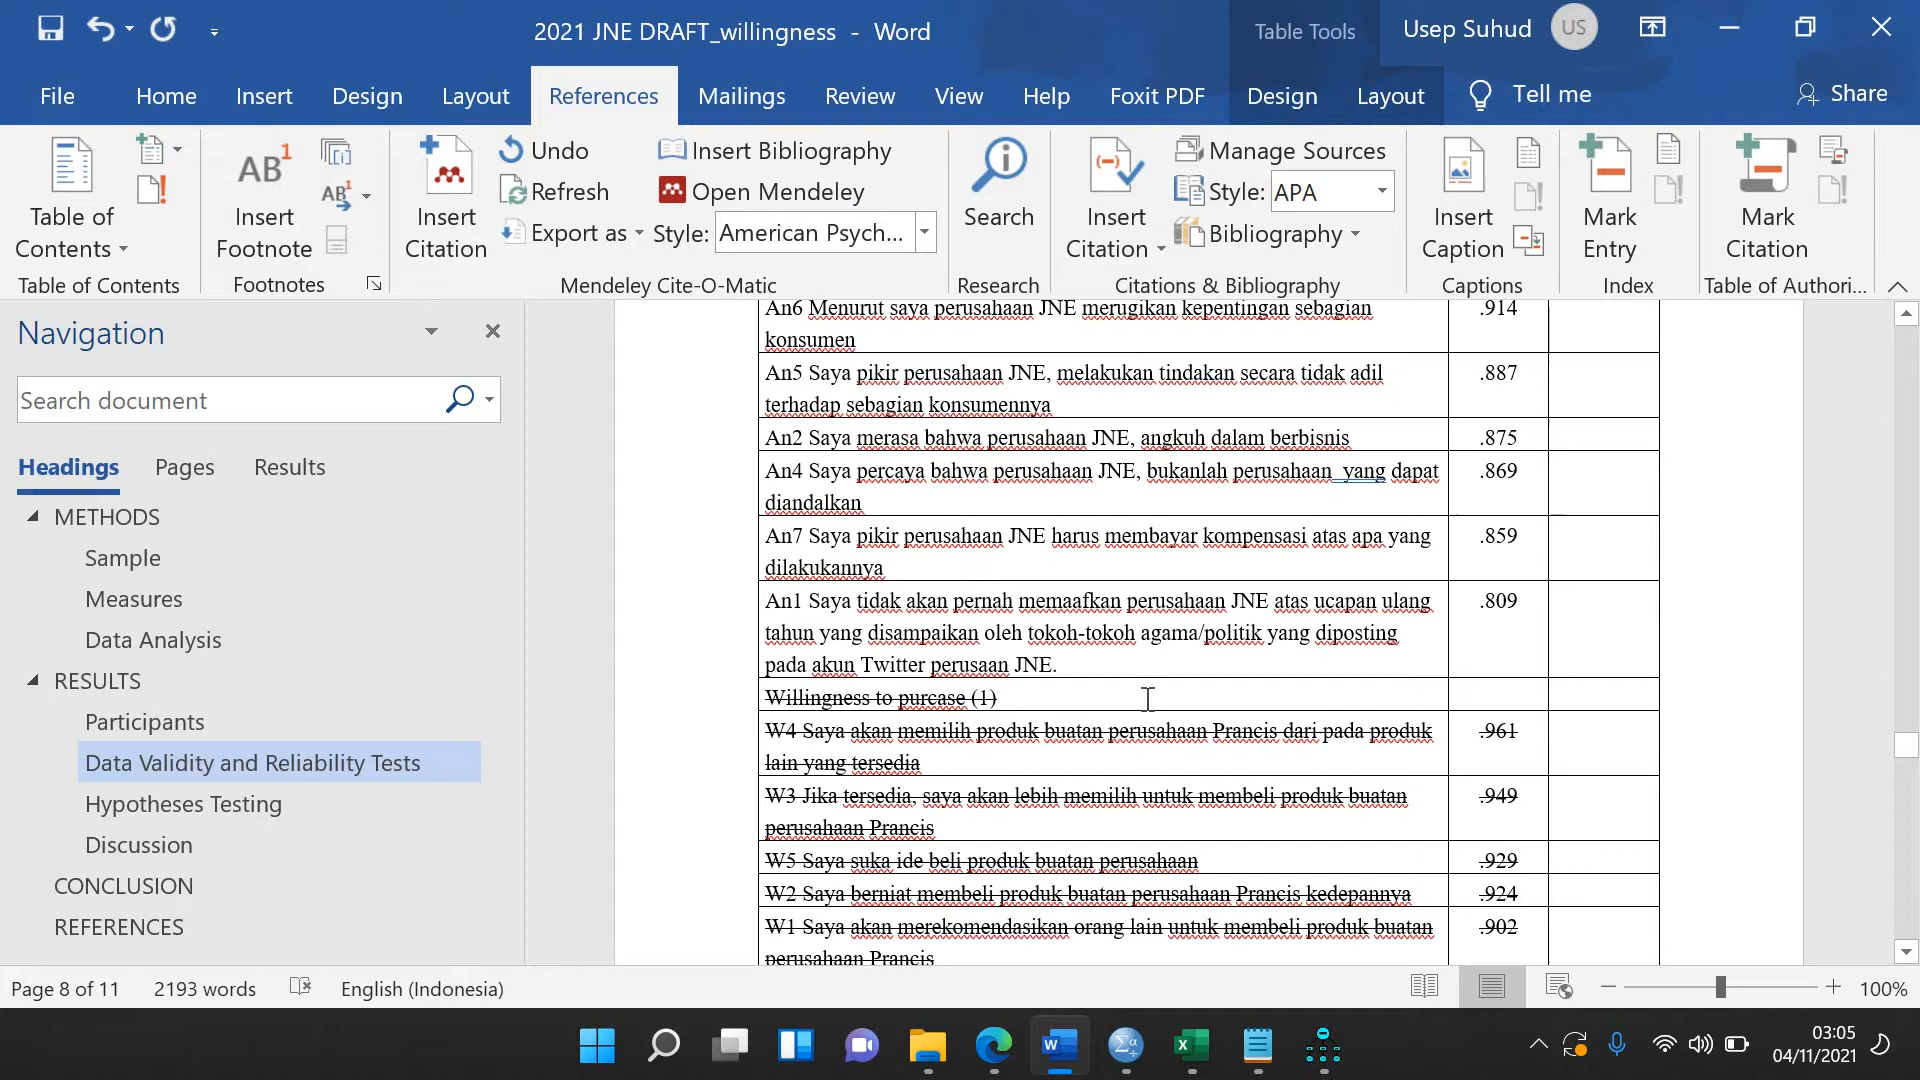 2021 JNE DRAFT_willingness - Word
Table Tools
Usep Suhud
US
File
Home
Insert
Design
Layout
References
Mailings
Review
View
Help
Foxit PDF
Design
Layout
Tell me
Share
Table of
Contents
Table of Contents
AB1
Insert
Footnote
AB1
Footnotes
Insert
Citation
Undo
Refresh
Export as
Insert Bibliography
Open Mendeley
Style: American Psych...
Mendeley Cite-O-Matic
Search
Research
Insert
Citation
Manage Sources
Style: APA
Bibliography
Citations & Bibliography
Insert
Caption
Captions
Mark
Entry
Index
Mark
Citation
Table of Authori...
Navigation
Search document
Headings
Pages
Results
METHODS
Sample
Measures
Data Analysis
RESULTS
Participants
Data Validity and Reliability Tests
Hypotheses Testing
Discussion
CONCLUSION
REFERENCES
An6 Menurut saya perusahaan JNE merugikan kepentingan sebagian .914
konsumen
An5 Saya pikir perusahaan JNE, melakukan tindakan secara tidak adil .887
terhadap sebagian konsumennya
An2 Saya merasa bahwa perusahaan JNE, angkuh dalam berbisnis .875
An4 Saya percaya bahwa perusahaan JNE, bukanlah perusahaan yang dapat .869
diandalkan
An7 Saya pikir perusahaan JNE harus membayar kompensasi atas apa yang .859
dilakukannya
An1 Saya tidak akan pernah memaafkan perusahaan JNE atas ucapan ulang .809
tahun yang disampaikan oleh tokoh-tokoh agama/politik yang diposting
pada akun Twitter perusaan JNE.
Willingness to purcase (1)
W4 Saya akan memilih produk buatan perusahaan Prancis dari pada produk .961
lain yang tersedia
W3 Jika tersedia, saya akan lebih memilih untuk membeli produk buatan .949
perusahaan Prancis
W5 Saya suka ide beli produk buatan perusahaan .929
W2 Saya berniat membeli produk buatan perusahaan Prancis kedepannya .924
W1 Saya akan merekomendasikan orang lain untuk membeli produk buatan .902
perusahaan Prancis
Page 8 of 11
2193 words
English (Indonesia)
100%
03:05
04/11/2021